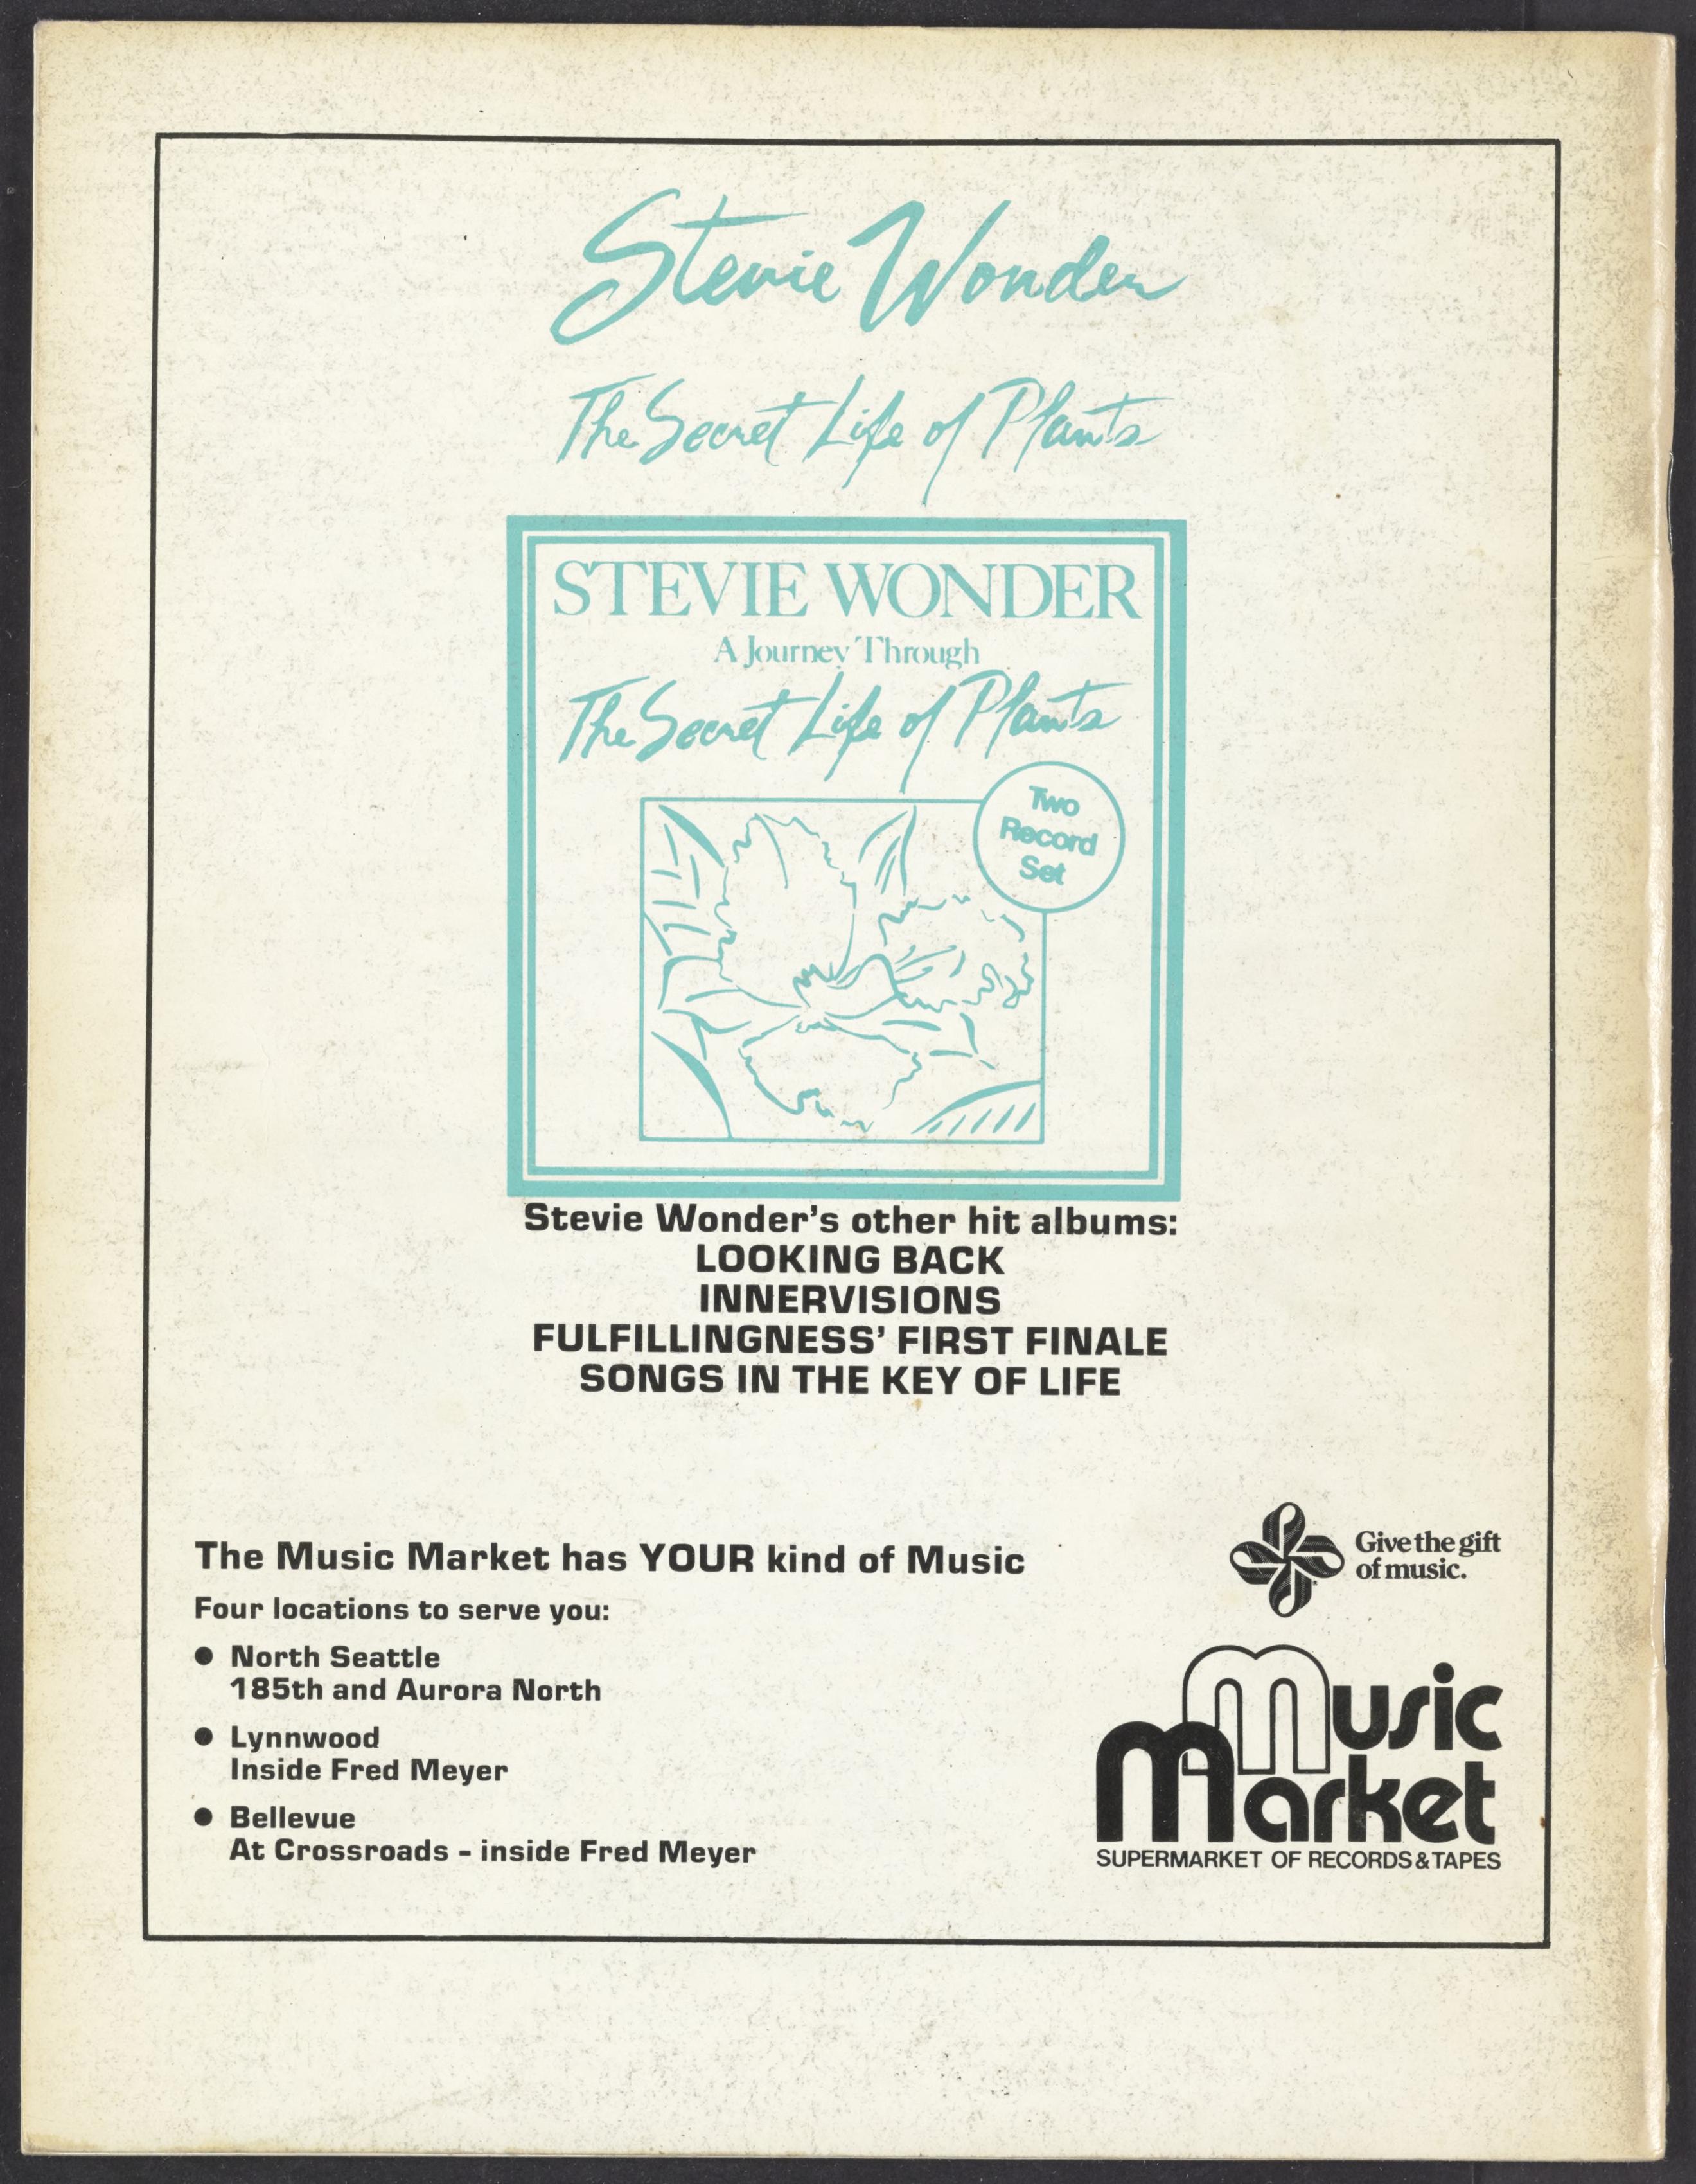 Stevie Wonder
The Secret Life of Plants
STEVIE WONDER
A Journey Through
The Secret Life of Plants
Two
Record
Set
Stevie Wonder's other hit albums:
LOOKING BACK
INNERVISIONS
FULFILLINGNESS' FIRST FINALE
SONGS IN THE KEY OF LIFE
The Music Market has YOUR kind of Music
Four locations to serve you:
● North Seattle
185th and Aurora North
● Lynnwood
Inside Fred Meyer
● Bellevue
At Crossroads - inside Fred Meyer
Give the gift
of music.
Music
Market
SUPERMARKET OF RECORDS & TAPES